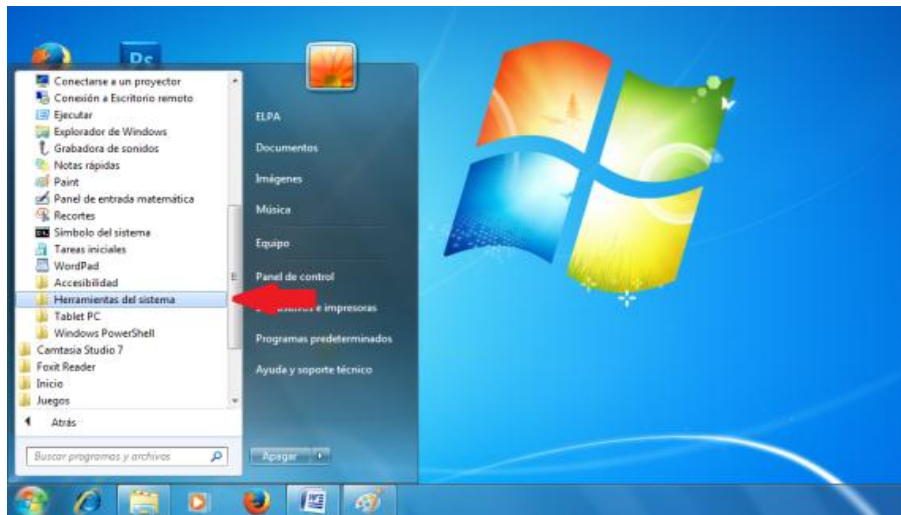 Ps
Conectarse a un proyector
Conexión a Escritorio remoto
Ejecutar
Explorador de Windows
Grabadora de sonidos
Notas rápidas
Paint
Panel de entrada matemática
Recortes
Símbolo del sistema
Tareas iniciales
WordPad
Accesibilidad
Herramientas del sistema
Tablet PC
Windows PowerShell
Camtasia Studio 7
Foxit Reader
Inicio
Juegos
Atrás
Buscar programas y archivos
ELPA
Documentos
Imágenes
Música
Equipo
Panel de control
e impresoras
Programas predeterminados
Ayuda y soporte técnico
Apagar